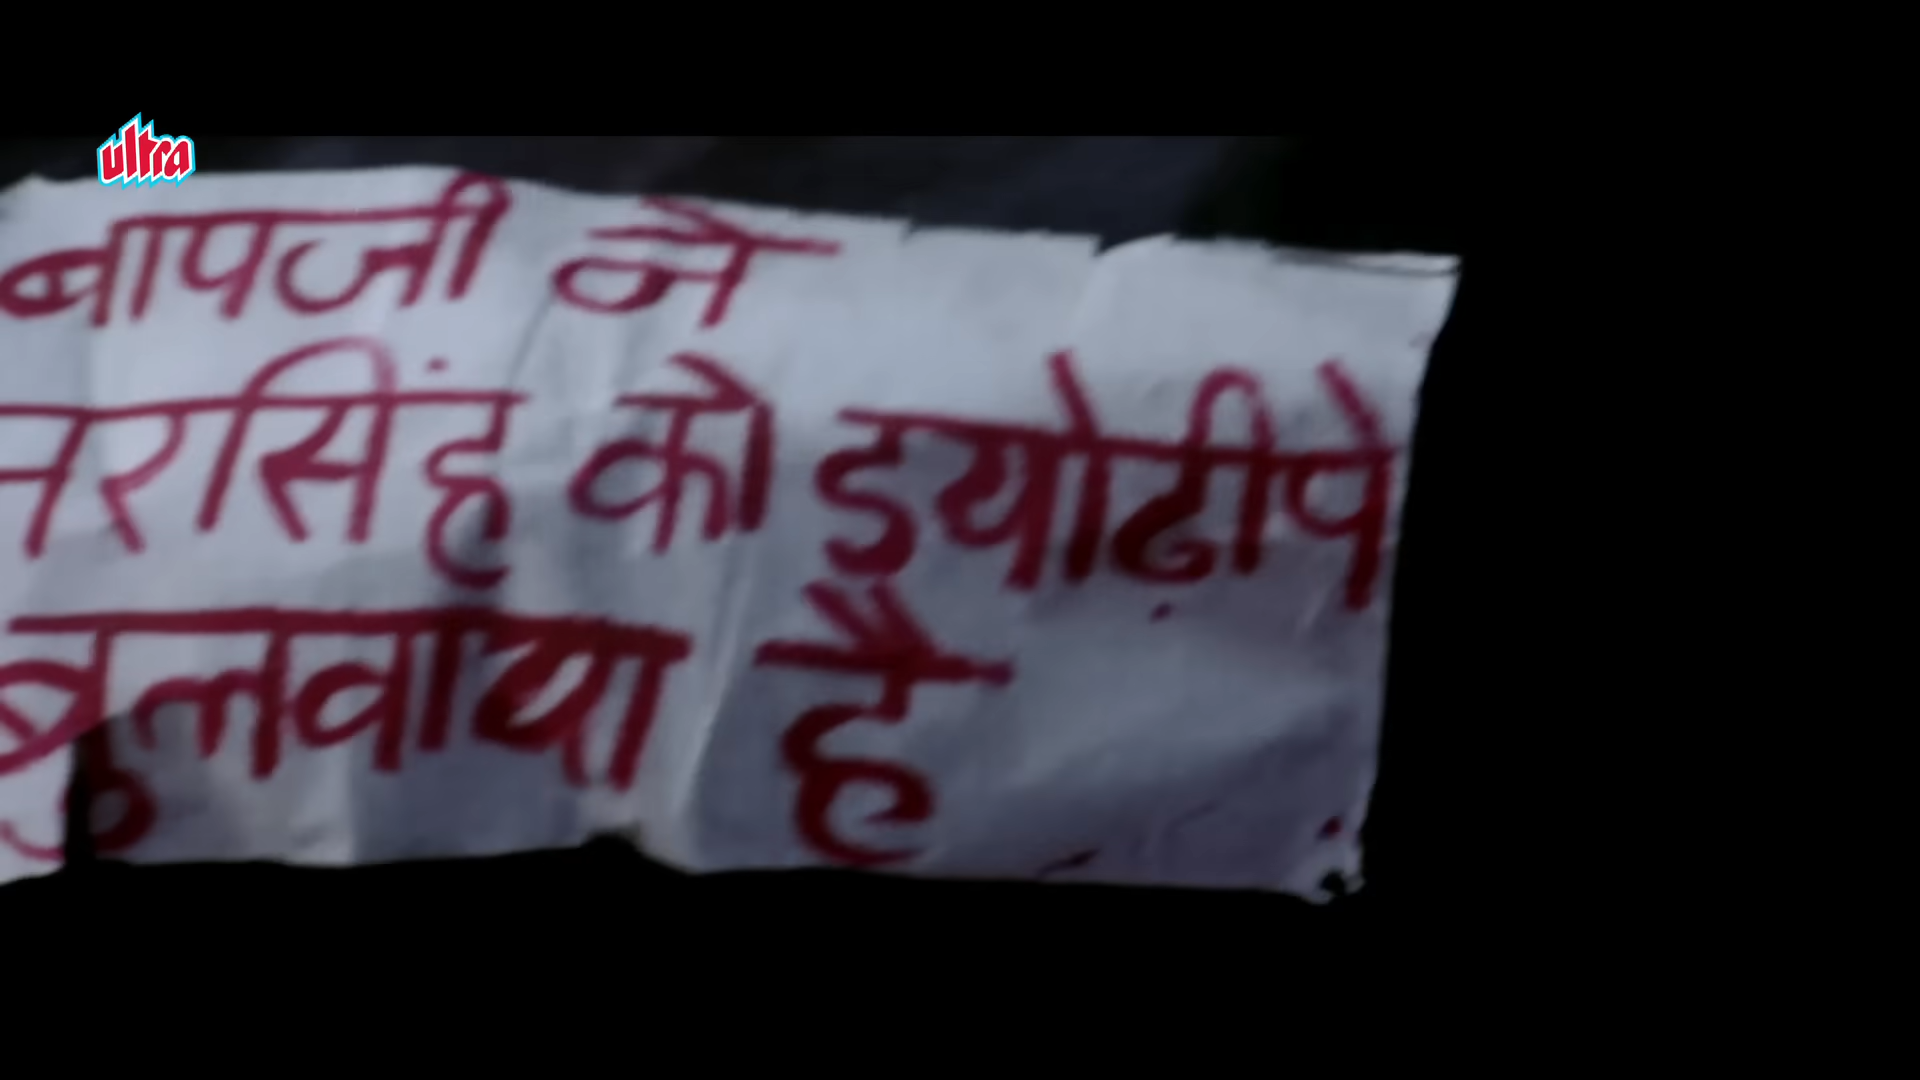 ultra
बापजी ने
नरसिंह को ड्योढ़ी पे
बुलवाया है